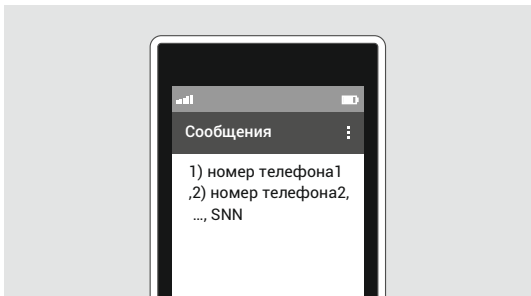 Сообщения
1) номер телефона1
,2) номер телефона2,
..., SNN